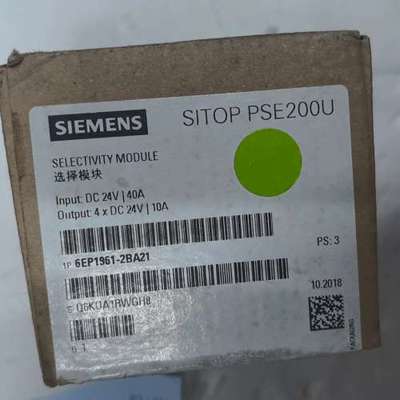 SIEMENS
SITOP PSE200U
SELECTIVITY MODULE
选择模块
Input: DC 24V | 40A
Output: 4 x DC 24V | 10A
1P 6EP1961-2BA21
PS: 3
10.2018
PACKAGING